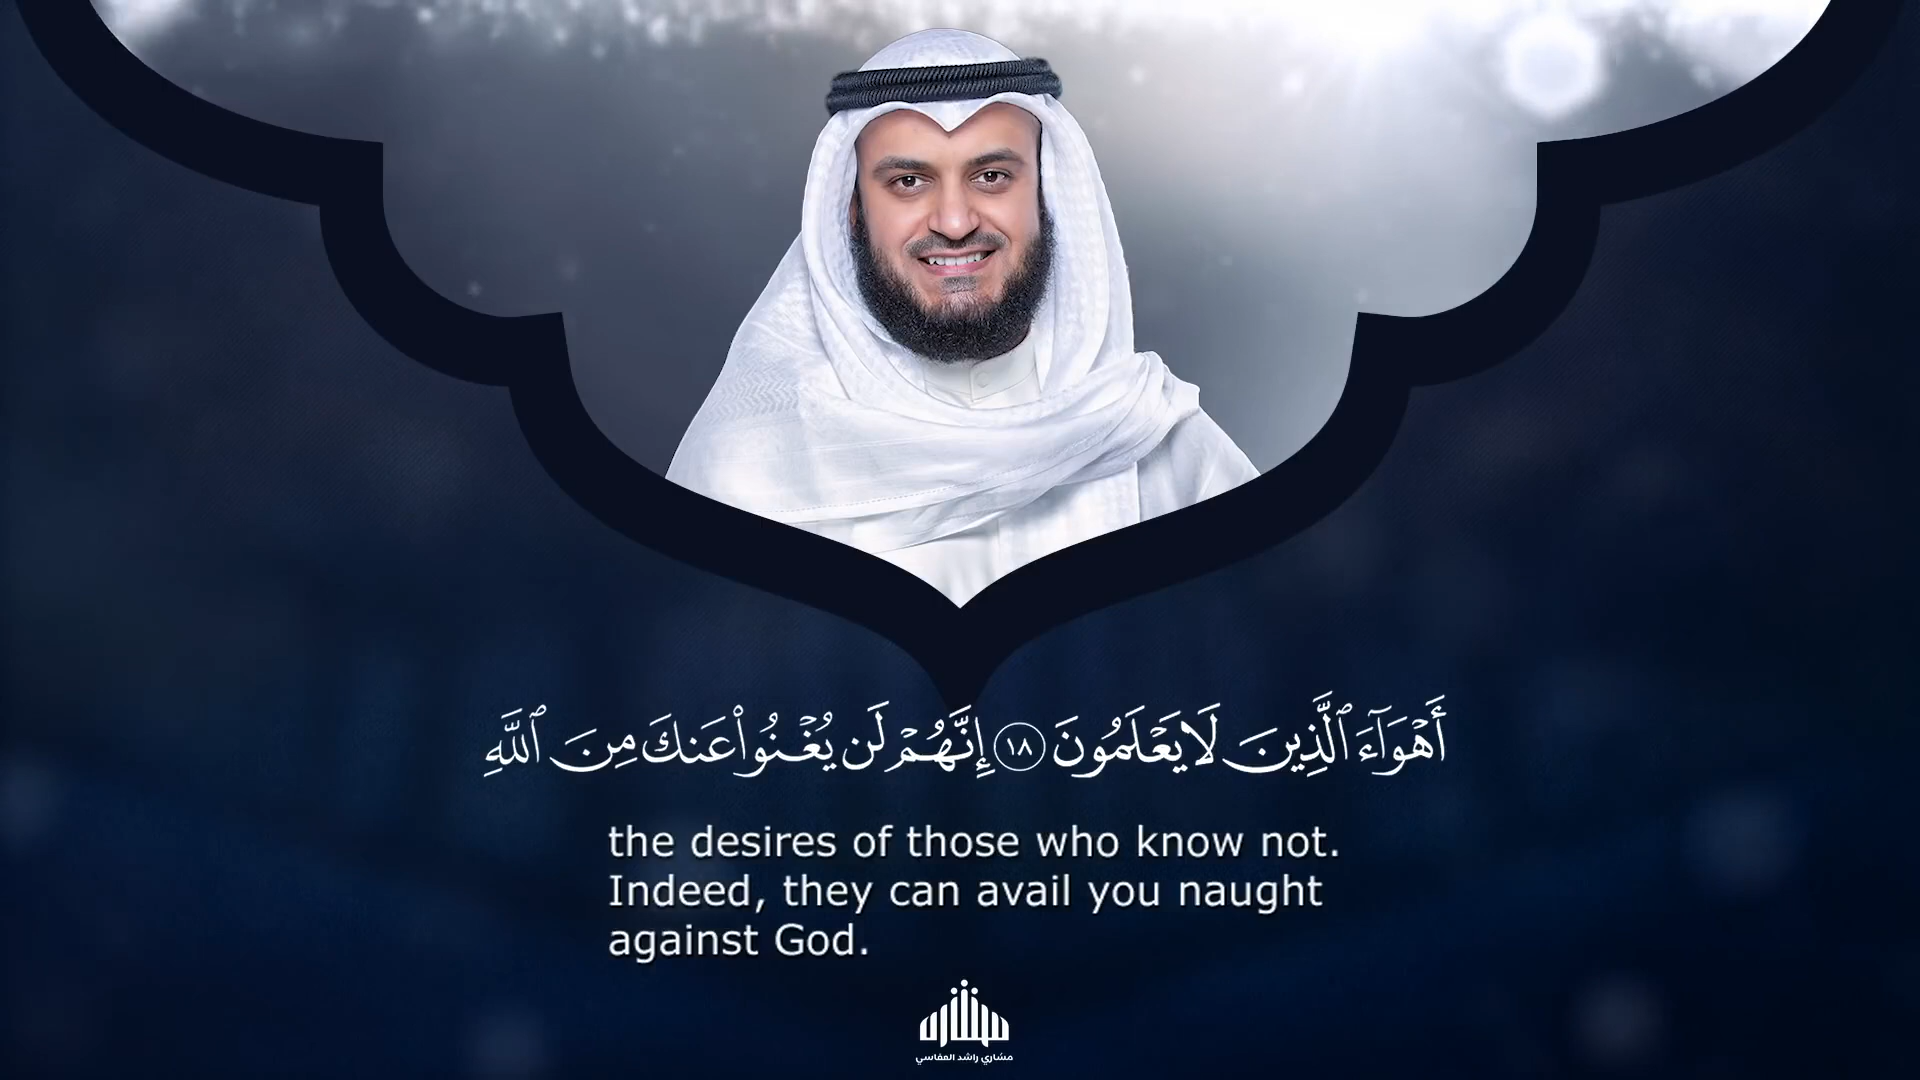 أَهْوَآءَ ٱلَّذِينَ لَا يَعْلَمُونَ ١٨ إِنَّهُمْ لَن يُغْنُوا۟ عَنكَ مِنَ ٱللَّهِ
the desires of those who know not.
Indeed, they can avail you naught
against God.
مشاري
مشاري راشد العفاسي